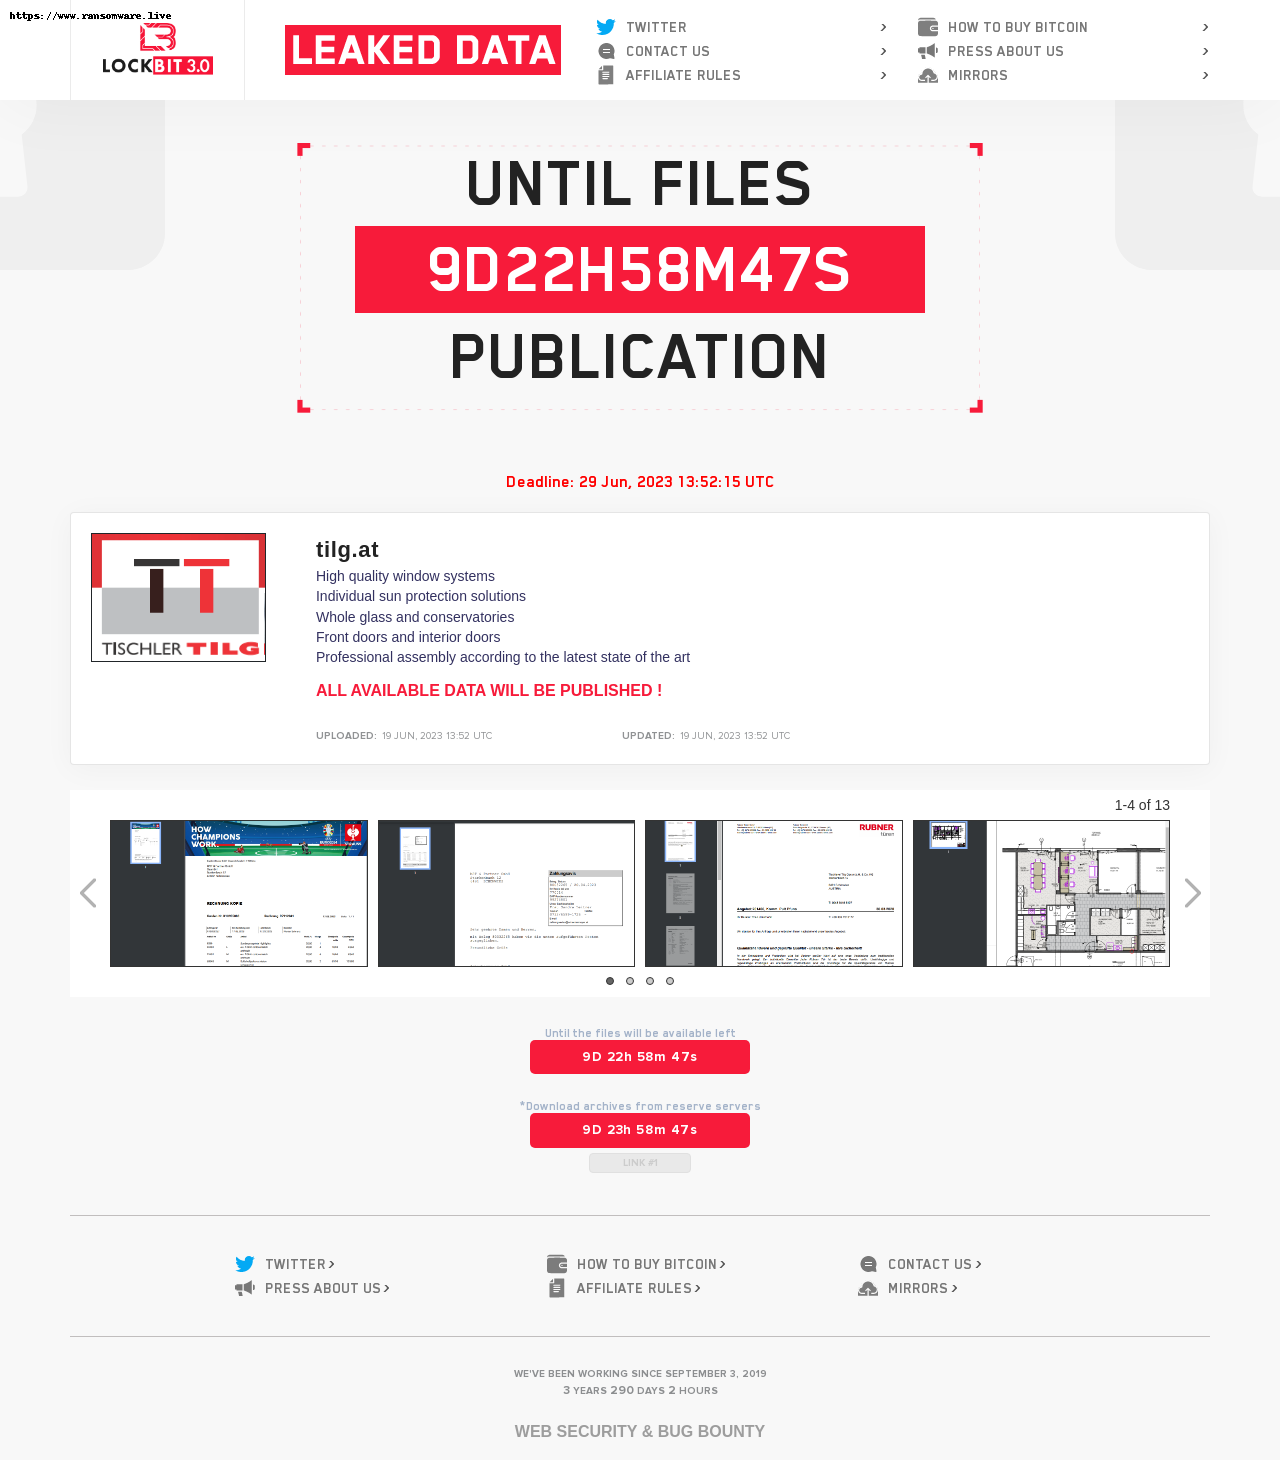 https://www.ransomware.live
LOCKBIT 3.0
LEAKED DATA
TWITTER
CONTACT US
AFFILIATE RULES
HOW TO BUY BITCOIN
PRESS ABOUT US
MIRRORS
UNTIL FILES
9D22H58M47S
PUBLICATION
Deadline: 29 Jun, 2023 13:52:15 UTC
TT
TISCHLER TILG
tilg.at
High quality window systems
Individual sun protection solutions
Whole glass and conservatories
Front doors and interior doors
Professional assembly according to the latest state of the art
ALL AVAILABLE DATA WILL BE PUBLISHED !
UPLOADED: 19 JUN, 2023 13:52 UTC
UPDATED: 19 JUN, 2023 13:52 UTC
1-4 of 13
HOW
CHAMPIONS
WORK.
STRAUSS
RECHNUNG KOPIE
Zahlungsavis
RUBNER
türen
Until the files will be available left
9D 22h 58m 47s
*Download archives from reserve servers
9D 23h 58m 47s
LINK #1
TWITTER
HOW TO BUY BITCOIN
CONTACT US
PRESS ABOUT US
AFFILIATE RULES
MIRRORS
WE'VE BEEN WORKING SINCE SEPTEMBER 3, 2019
3 YEARS 290 DAYS 2 HOURS
WEB SECURITY & BUG BOUNTY